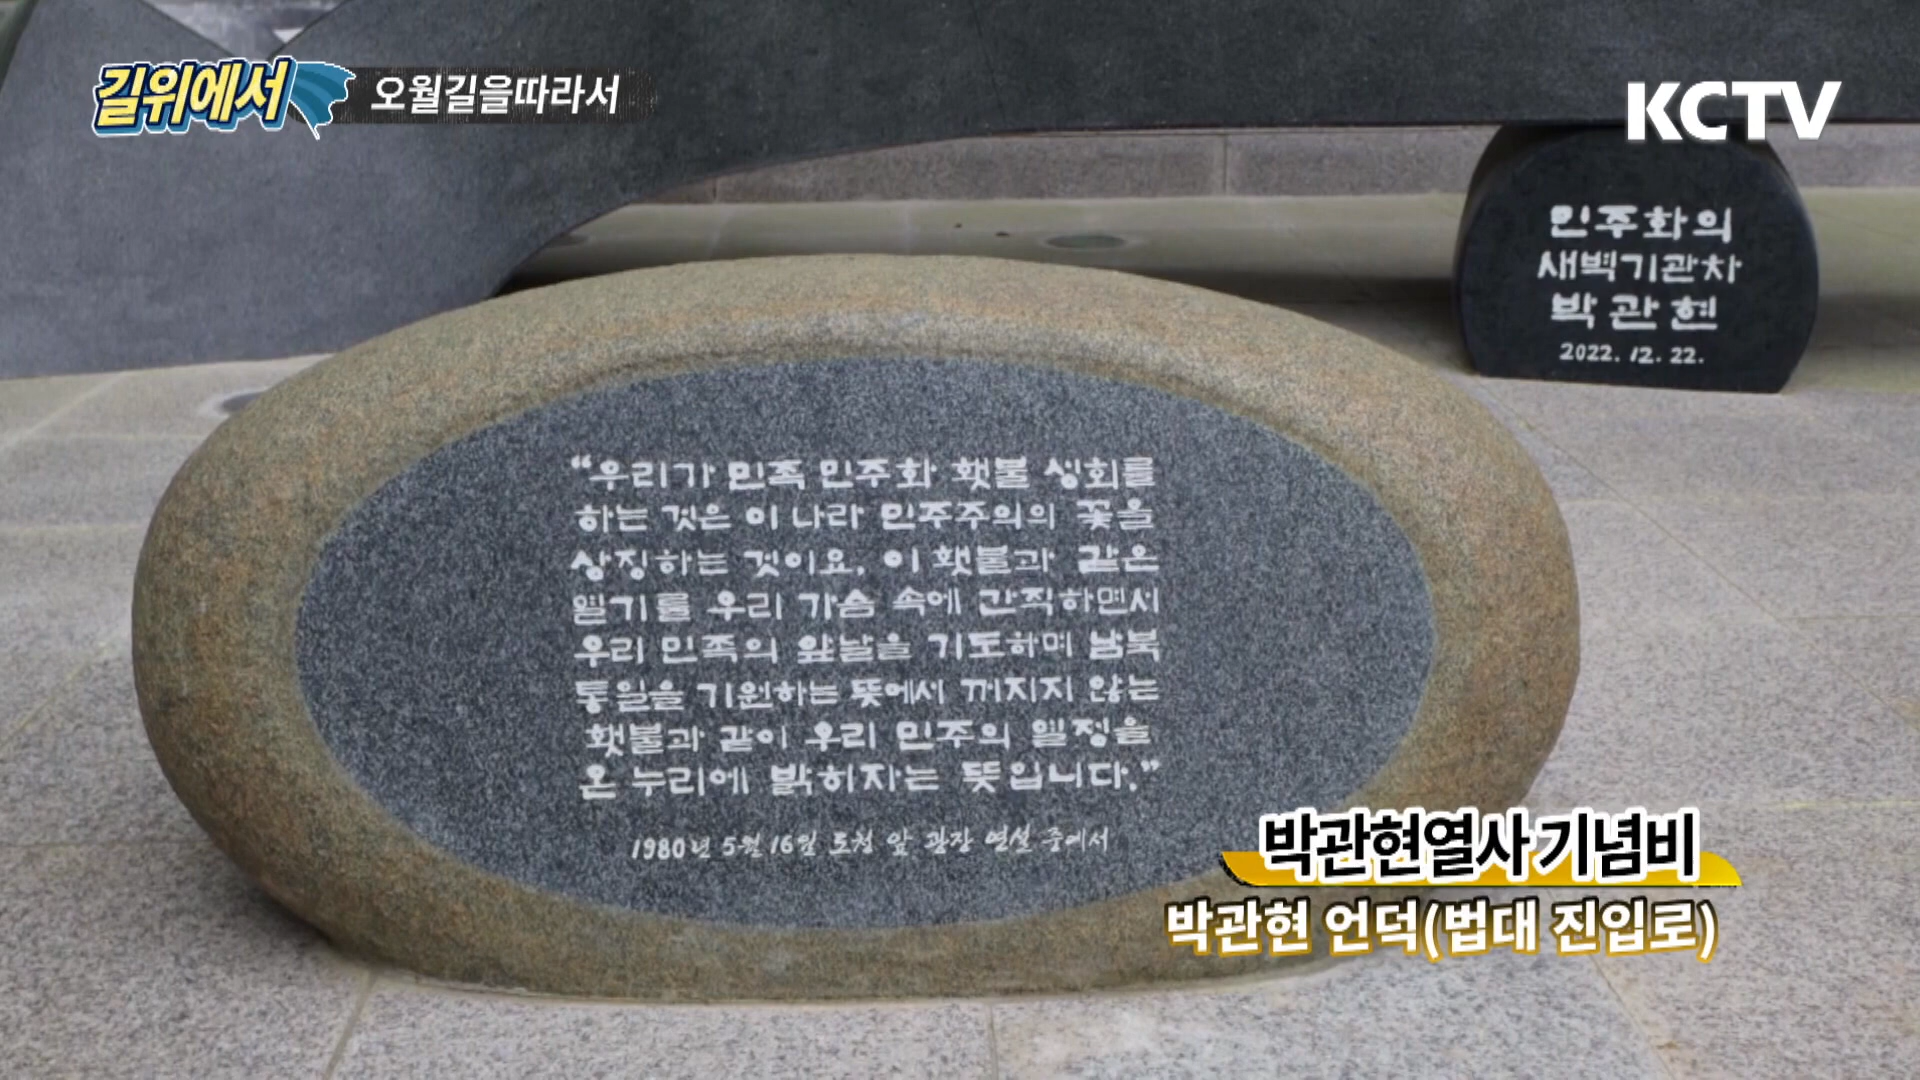 길위에서
오월길을따라서
KCTV
민주화의
새벽기관차
박관현
2022. 12. 22.
“우리가 민족 민주화 횃불 성회를
하는 것은 이 나라 민주주의의 꽃을
상징하는 것이요. 이 횃불과 같은
열기를 우리 가슴 속에 간직하면서
우리 민족의 앞날을 기도하며 남북
통일을 기원하는 뜻에서 꺼지지 않는
횃불과 같이 우리 민주의 열정을
온 누리에 밝히자는 뜻입니다.”
1980년 5월 16일 도청 앞 광장 연설 중에서
박관현열사 기념비
박관현 언덕(법대 진입로)